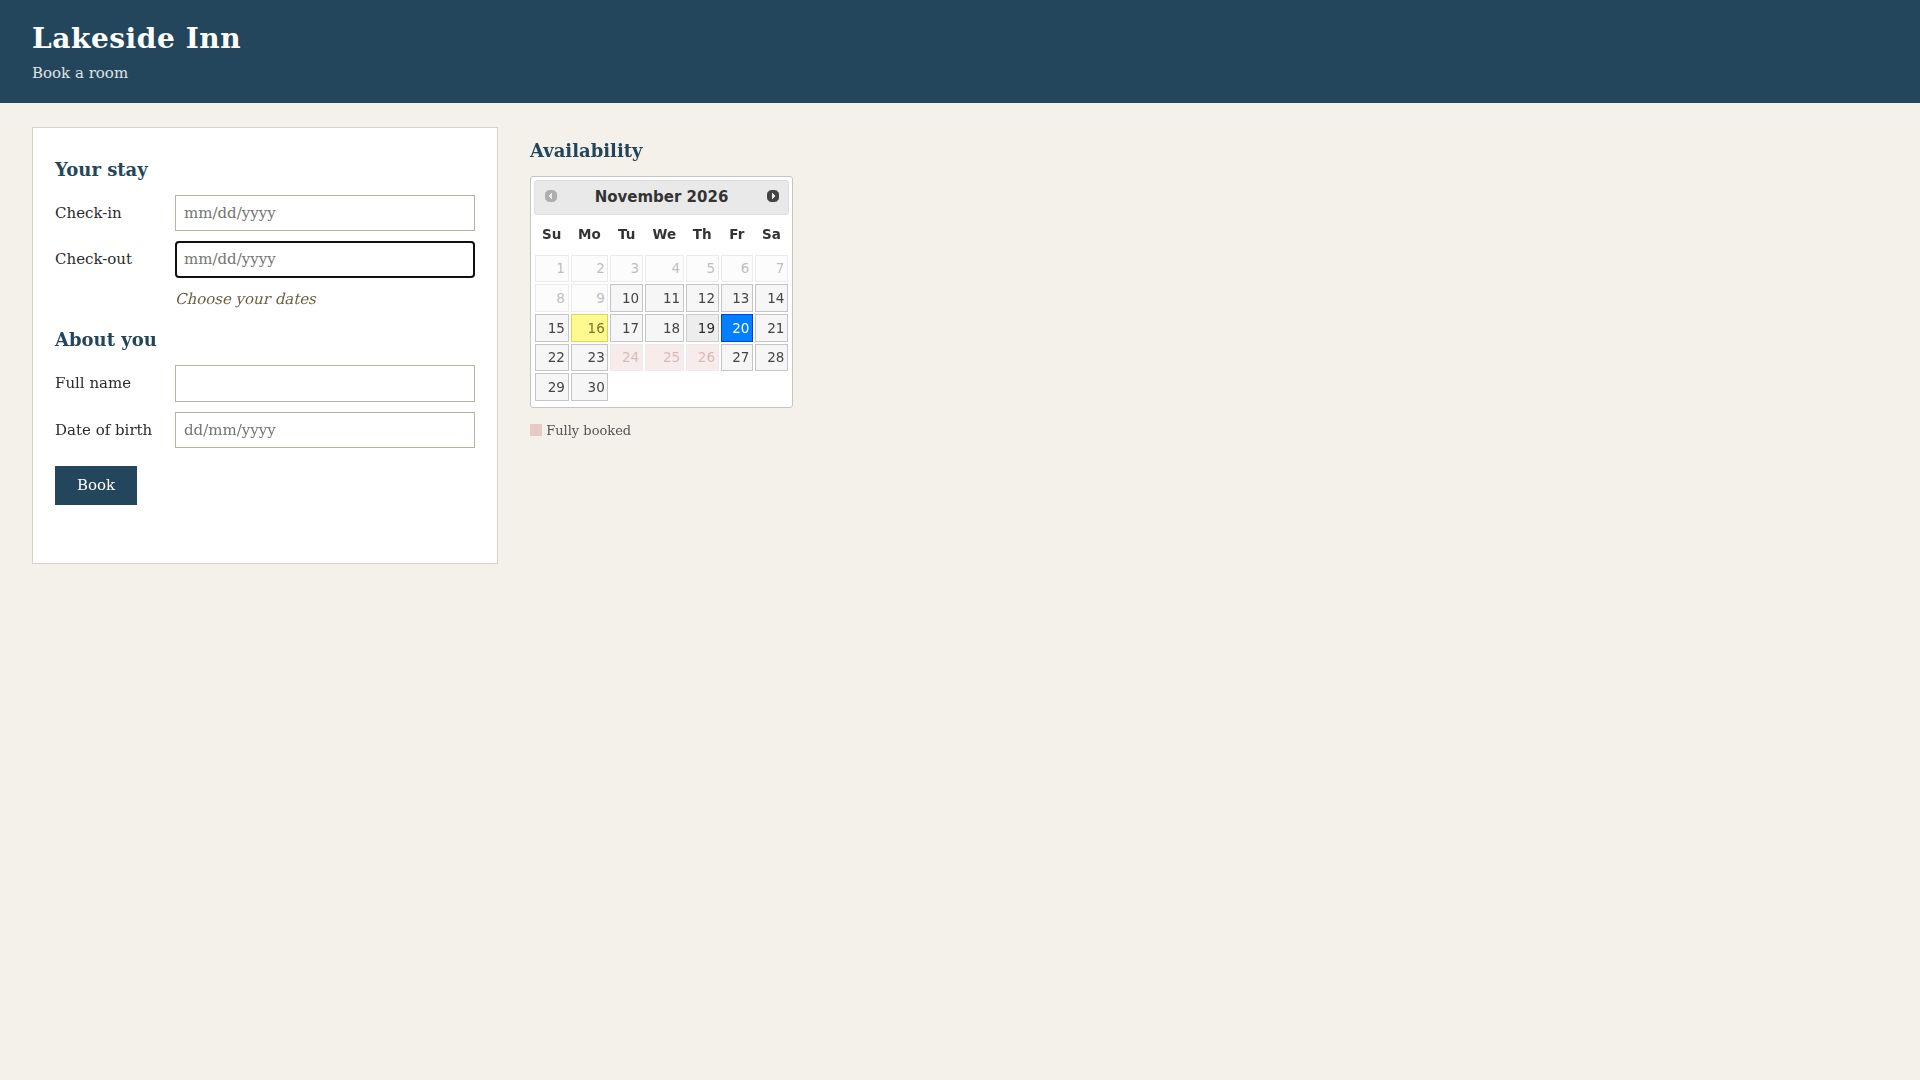 Lakeside Inn
Book a room
Your stay
Check-in mm/dd/yyyy
Check-out mm/dd/yyyy
Choose your dates
About you
Full name
Date of birth dd/mm/yyyy
Book
Availability
November 2026
Su Mo Tu We Th Fr Sa
1 2 3 4 5 6 7
8 9 10 11 12 13 14
15 16 17 18 19 20 21
22 23 24 25 26 27 28
29 30
Fully booked